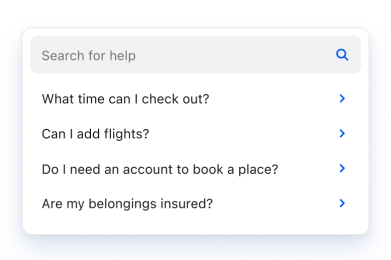 Search for help
What time can I check out?
Can I add flights?
Do I need an account to book a place?
Are my belongings insured?